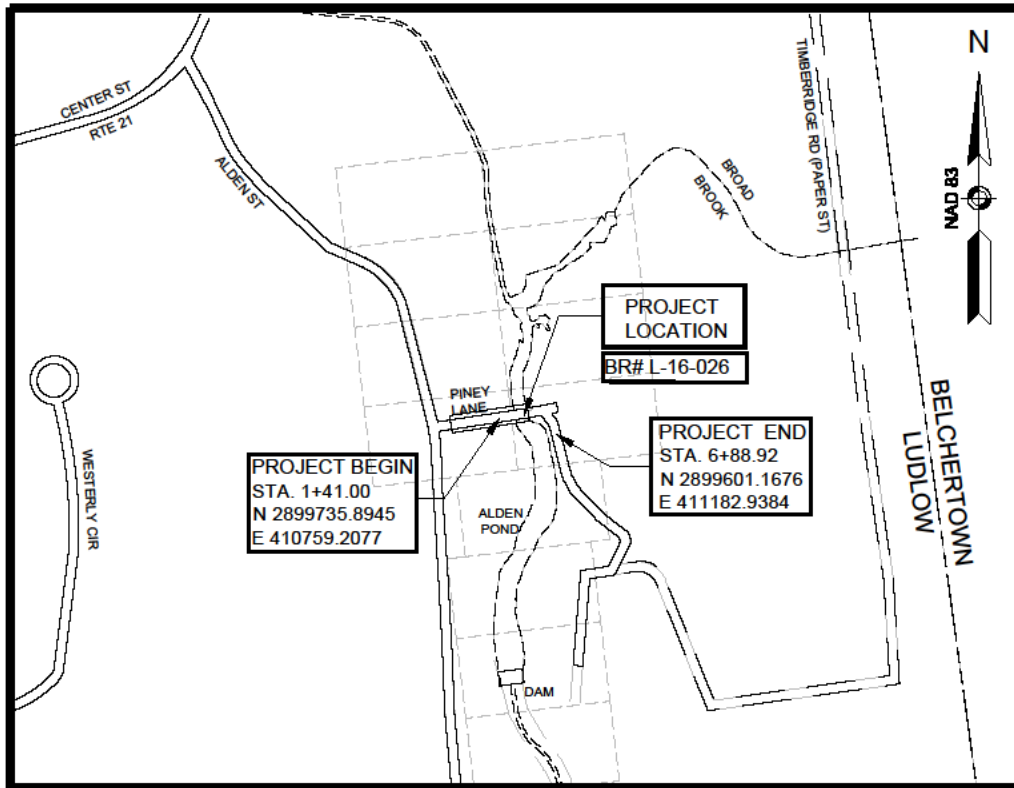 CENTER ST
RTE 21
ALDEN ST
TIMBERRIDGE RD (PAPER ST)
N
NAD 83
BROAD
BROOK
PROJECT
LOCATION
BR# L-16-026
PINEY
LANE
PROJECT BEGIN
STA. 1+41.00
N 2899735.8945
E 410759.2077
PROJECT END
STA. 6+88.92
N 2899601.1676
E 411182.9384
WESTERLY CIR
ALDEN
POND
BELCHERTOWN
LUDLOW
DAM